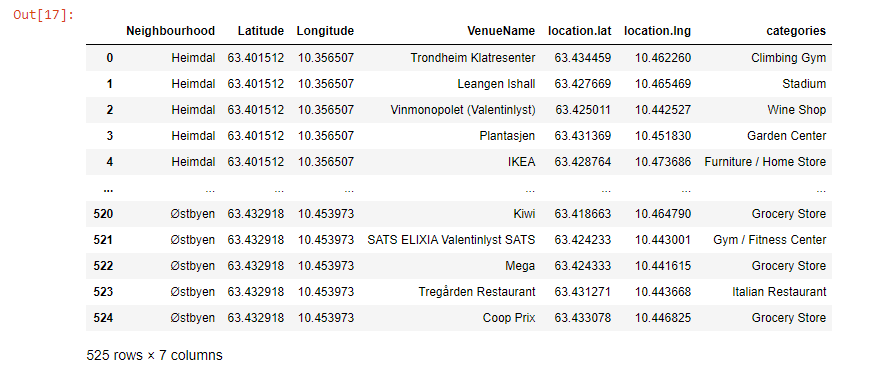 Out[17]:
Neighbourhood Latitude Longitude VenueName location.lat location.lng categories
0 Heimdal 63.401512 10.356507 Trondheim Klatresenter 63.434459 10.462260 Climbing Gym
1 Heimdal 63.401512 10.356507 Leangen Ishall 63.427669 10.465469 Stadium
2 Heimdal 63.401512 10.356507 Vinmonopolet (Valentinlyst) 63.425011 10.442527 Wine Shop
3 Heimdal 63.401512 10.356507 Plantasjen 63.431369 10.451830 Garden Center
4 Heimdal 63.401512 10.356507 IKEA 63.428764 10.473686 Furniture / Home Store
... ... ... ... ... ... ... ...
520 Østbyen 63.432918 10.453973 Kiwi 63.418663 10.464790 Grocery Store
521 Østbyen 63.432918 10.453973 SATS ELIXIA Valentinlyst SATS 63.424233 10.443001 Gym / Fitness Center
522 Østbyen 63.432918 10.453973 Mega 63.424333 10.441615 Grocery Store
523 Østbyen 63.432918 10.453973 Tregården Restaurant 63.431271 10.443668 Italian Restaurant
524 Østbyen 63.432918 10.453973 Coop Prix 63.433078 10.446825 Grocery Store
525 rows × 7 columns